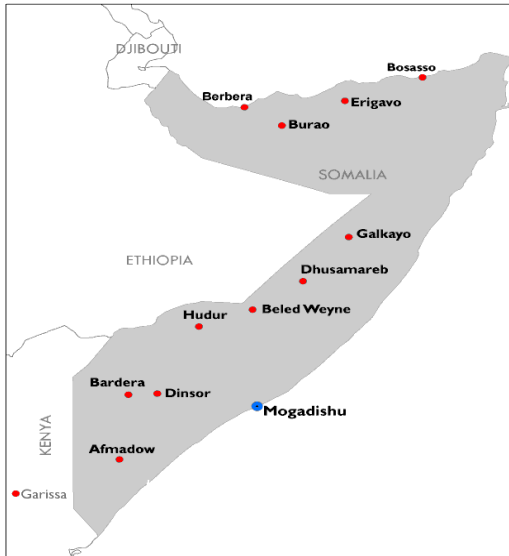 DJIBOUTI
Bosasso
Berbera
Erigavo
Burao
SOMALIA
Galkayo
ETHIOPIA
Dhusamareb
Hudur
Beled Weyne
Bardera
Dinsor
Mogadishu
KENYA
Afmadow
Garissa